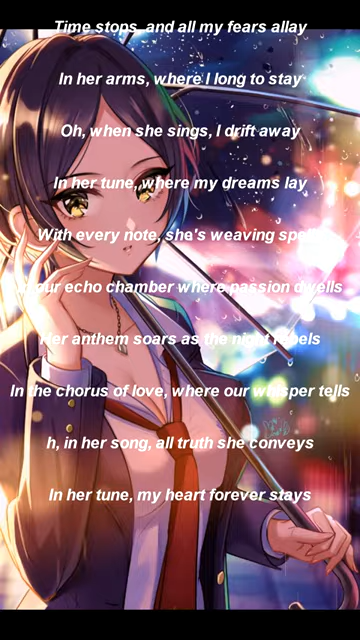 Time stops, and all my fears allay
In her arms, where I long to stay
Oh, when she sings, I drift away
In her tune, where my dreams lay
With every note, she's weaving
our echo chamber where passion dwells
Her anthem soars as the night rebels
In the chorus of love, where our whisper tells
h, in her song, all truth she conveys
In her tune, my heart forever stays